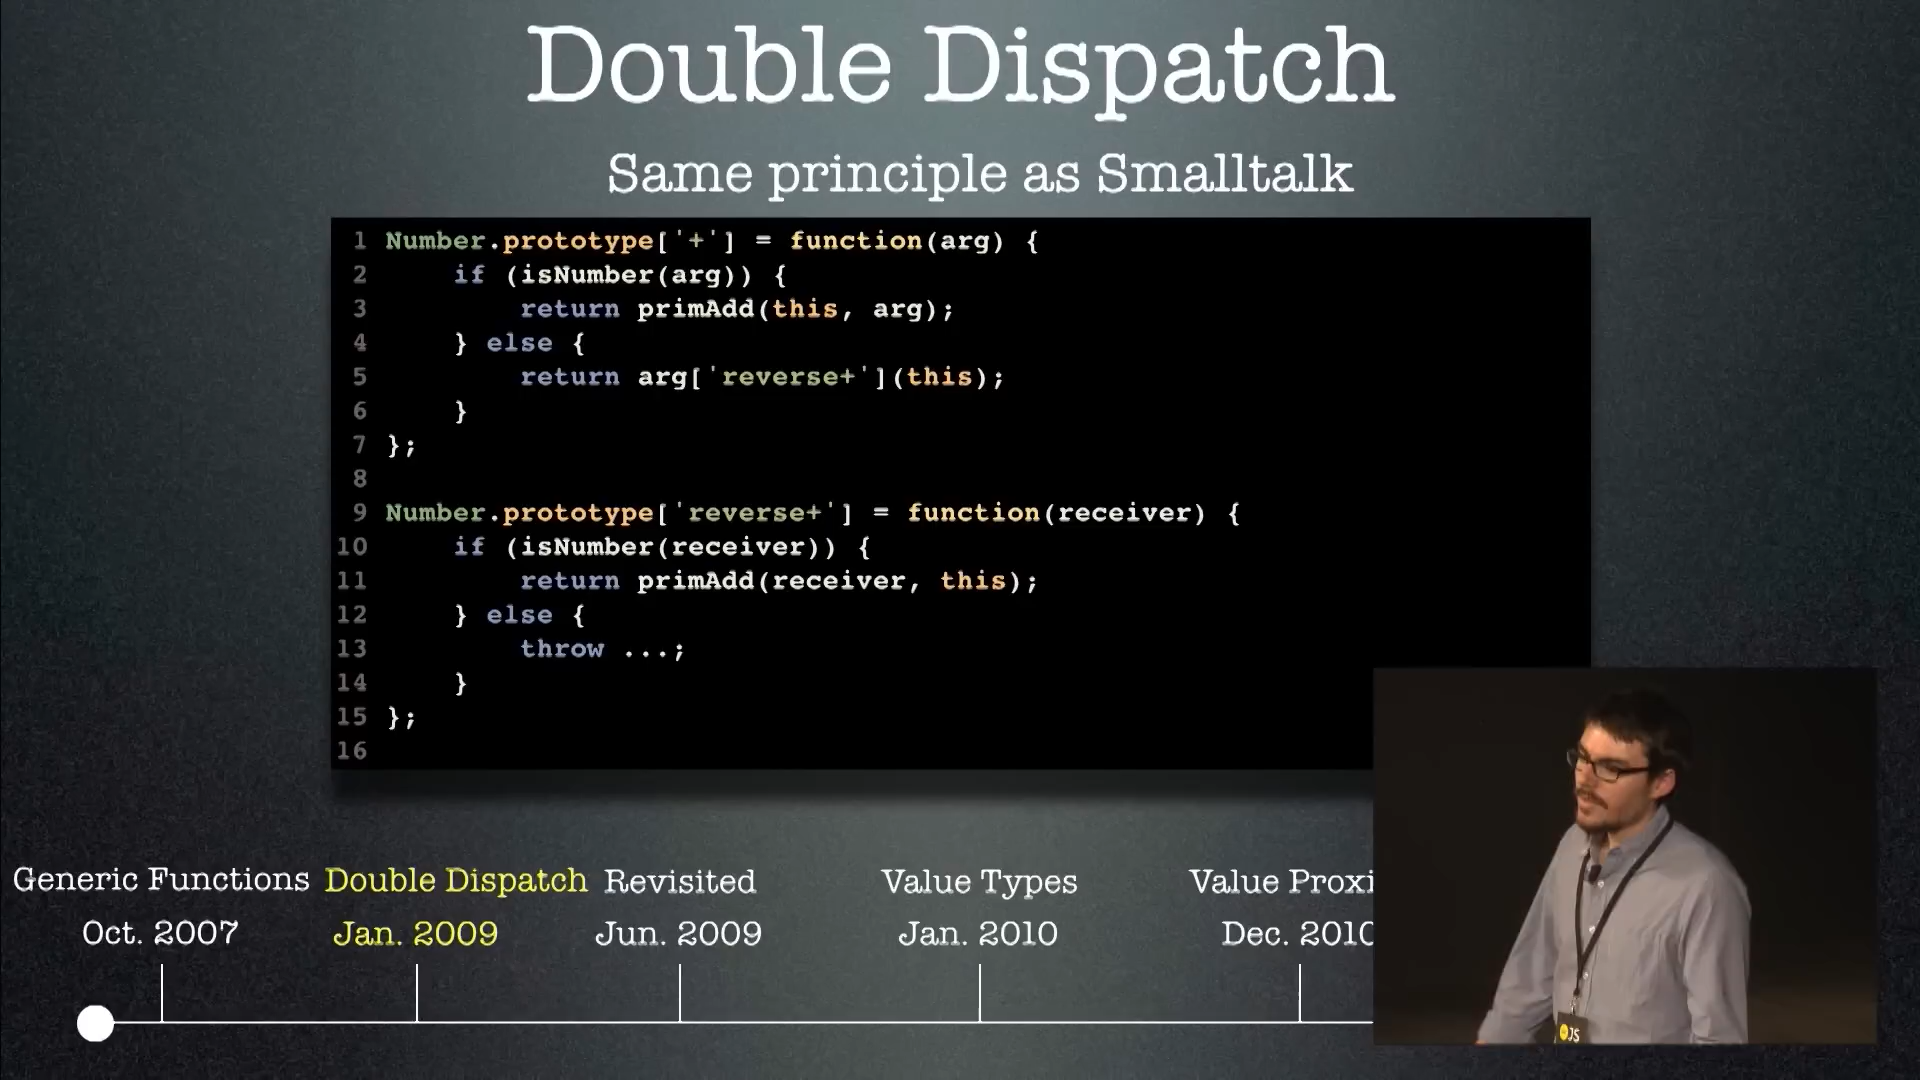 Double Dispatch
Same principle as Smalltalk
1 Number.prototype['+'] = function(arg) {
2     if (isNumber(arg)) {
3         return primAdd(this, arg);
4     } else {
5         return arg['reverse+'](this);
6     }
7 };
8
9 Number.prototype['reverse+'] = function(receiver) {
10     if (isNumber(receiver)) {
11         return primAdd(receiver, this);
12     } else {
13         throw ...;
14     }
15 };
16
Generic Functions Double Dispatch Revisited Value Types Value Proxi
Oct. 2007 Jan. 2009 Jun. 2009 Jan. 2010 Dec. 2010
JS